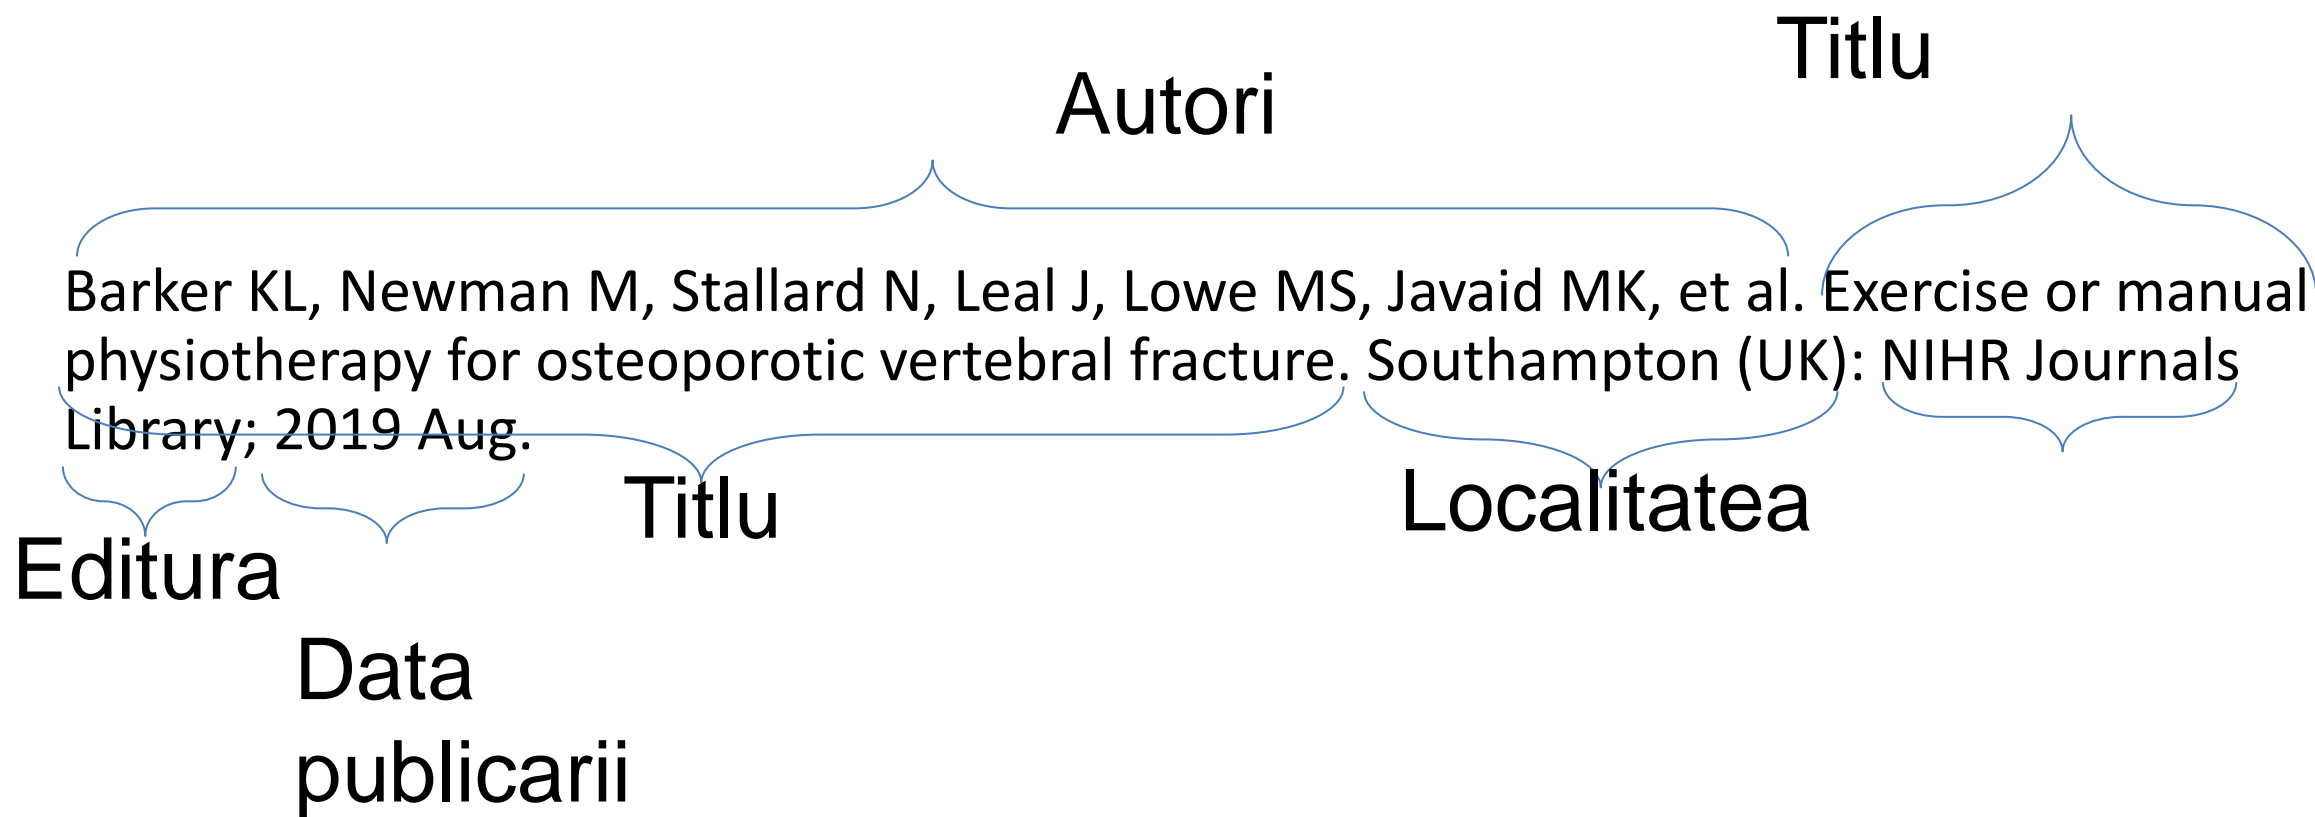 Titlu
Autori
Barker KL, Newman M, Stallard N, Leal J, Lowe MS, Javaid MK, et al. Exercise or manual
physiotherapy for osteoporotic vertebral fracture. Southampton (UK): NIHR Journals
Library; 2019 Aug.
Titlu
Localitatea
Editura
Data
publicarii